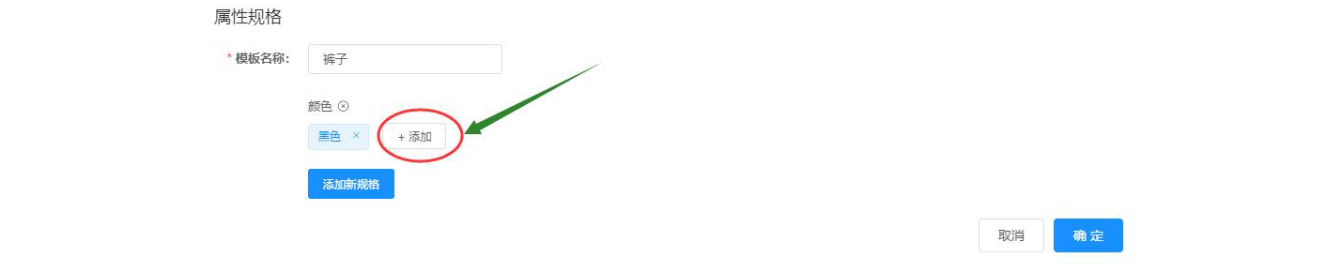 属性规格
* 模板名称： 裤子
颜色
黑色 × + 添加
添加新规格
取消 确定